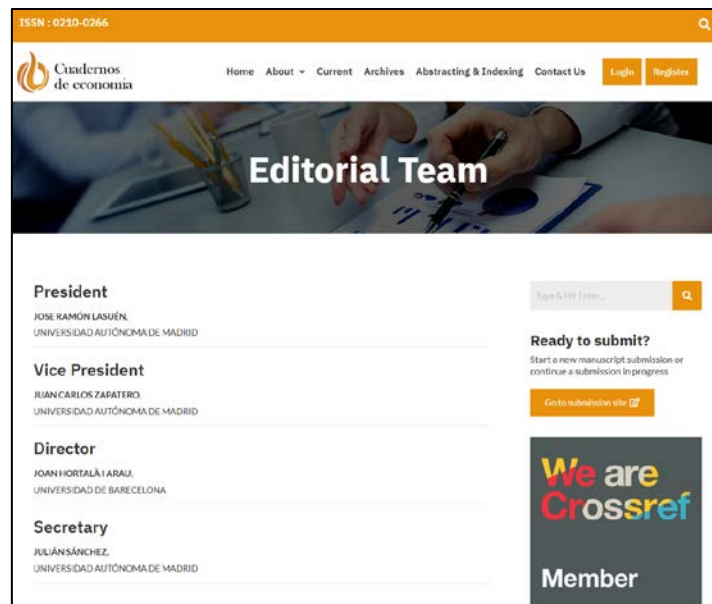 ISSN : 0210-0266
Cuadernos
de economía
Home About Current Archives Abstracting & Indexing Contact Us Login Register
Editorial Team
President
JOSE RAMÓN LASUÉN,
UNIVERSIDAD AUTÓNOMA DE MADRID
Vice President
JUAN CARLOS ZAPATERO,
UNIVERSIDAD AUTÓNOMA DE MADRID
Director
JOAN HORTALÀ I ARAU,
UNIVERSIDAD DE BARECELONA
Secretary
JULIÁN SÁNCHEZ,
UNIVERSIDAD AUTÓNOMA DE MADRID
Type & Hit Enter...
Ready to submit?
Start a new manuscript submission or
continue a submission in progress
Go to submission site
We are
Crossref
Member